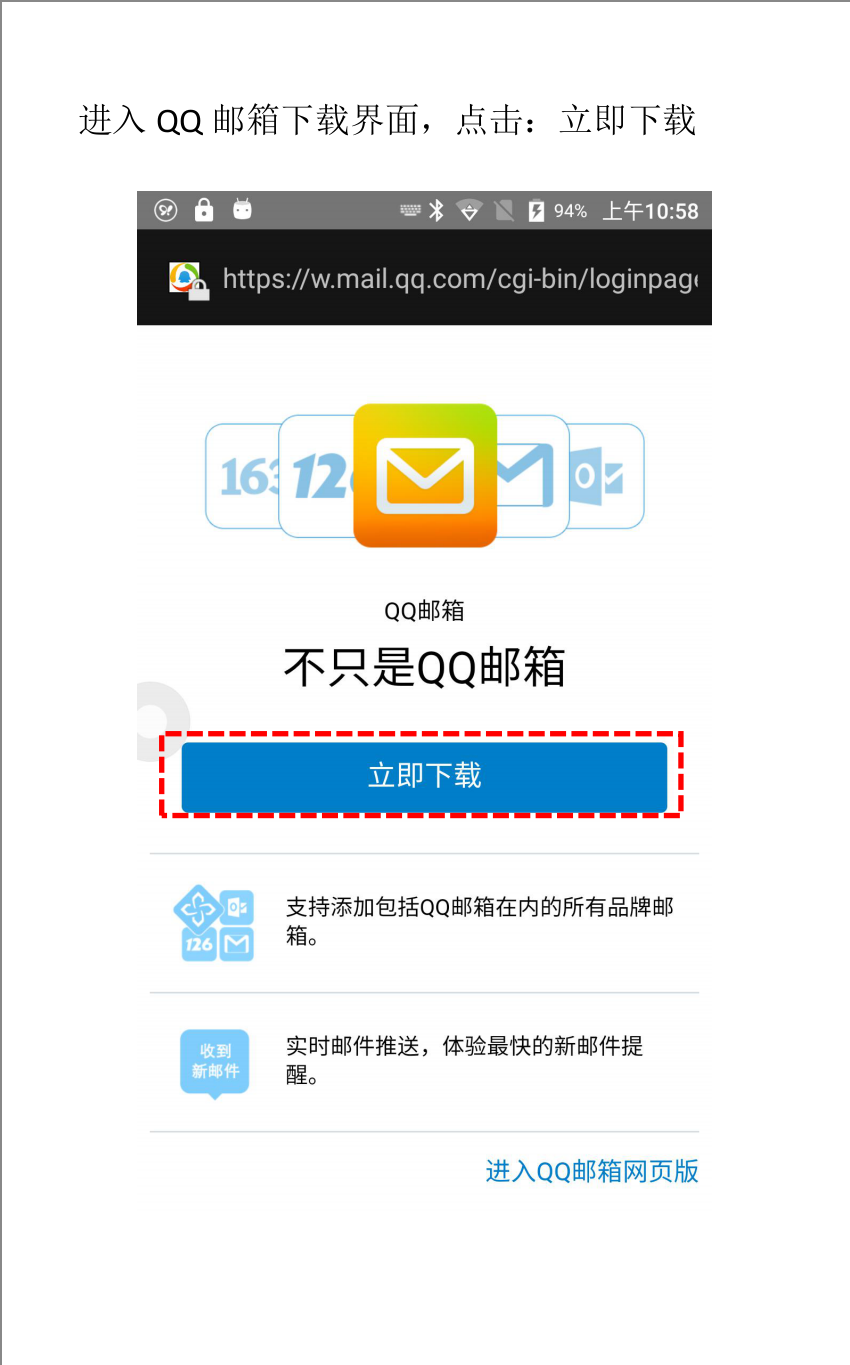 进入 QQ 邮箱下载界面，点击：立即下载
94% 上午10:58
https://w.mail.qq.com/cgi-bin/loginpage
163 126
QQ邮箱
不只是QQ邮箱
立即下载
支持添加包括QQ邮箱在内的所有品牌邮
箱。
126
收到
新邮件
实时邮件推送，体验最快的新邮件提
醒。
进入QQ邮箱网页版